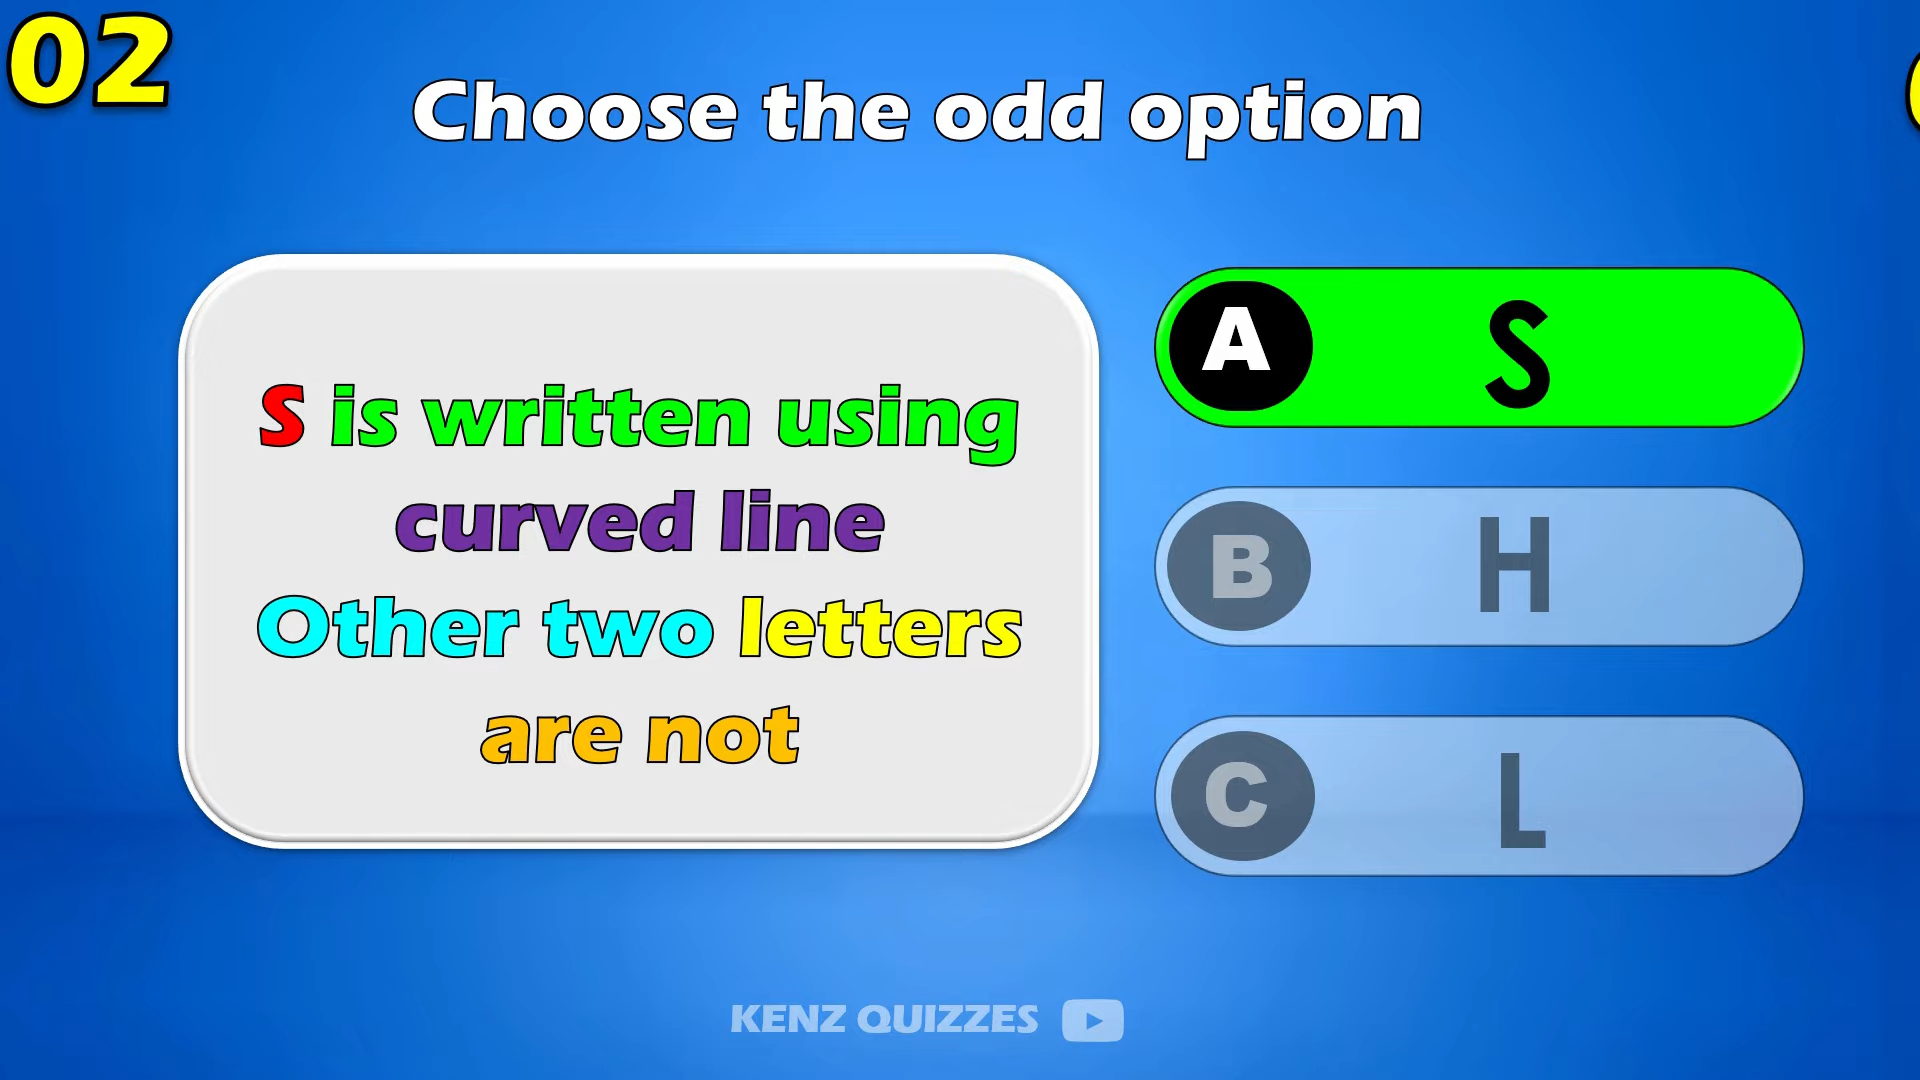 02
Choose the odd option
S is written using
curved line
Other two letters
are not
A S
B H
C L
KENZ QUIZZES